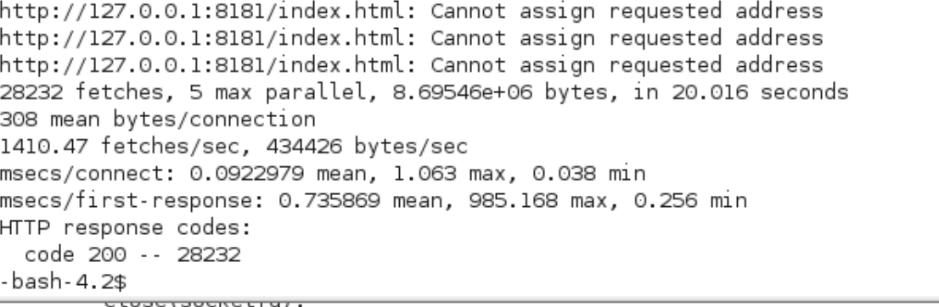 http://127.0.0.1:8181/index.html: Cannot assign requested address
http://127.0.0.1:8181/index.html: Cannot assign requested address
http://127.0.0.1:8181/index.html: Cannot assign requested address
28232 fetches, 5 max parallel, 8.69546e+06 bytes, in 20.016 seconds
308 mean bytes/connection
1410.47 fetches/sec, 434426 bytes/sec
msecs/connect: 0.0922979 mean, 1.063 max, 0.038 min
msecs/first-response: 0.735869 mean, 985.168 max, 0.256 min
HTTP response codes:
  code 200 -- 28232
-bash-4.2$